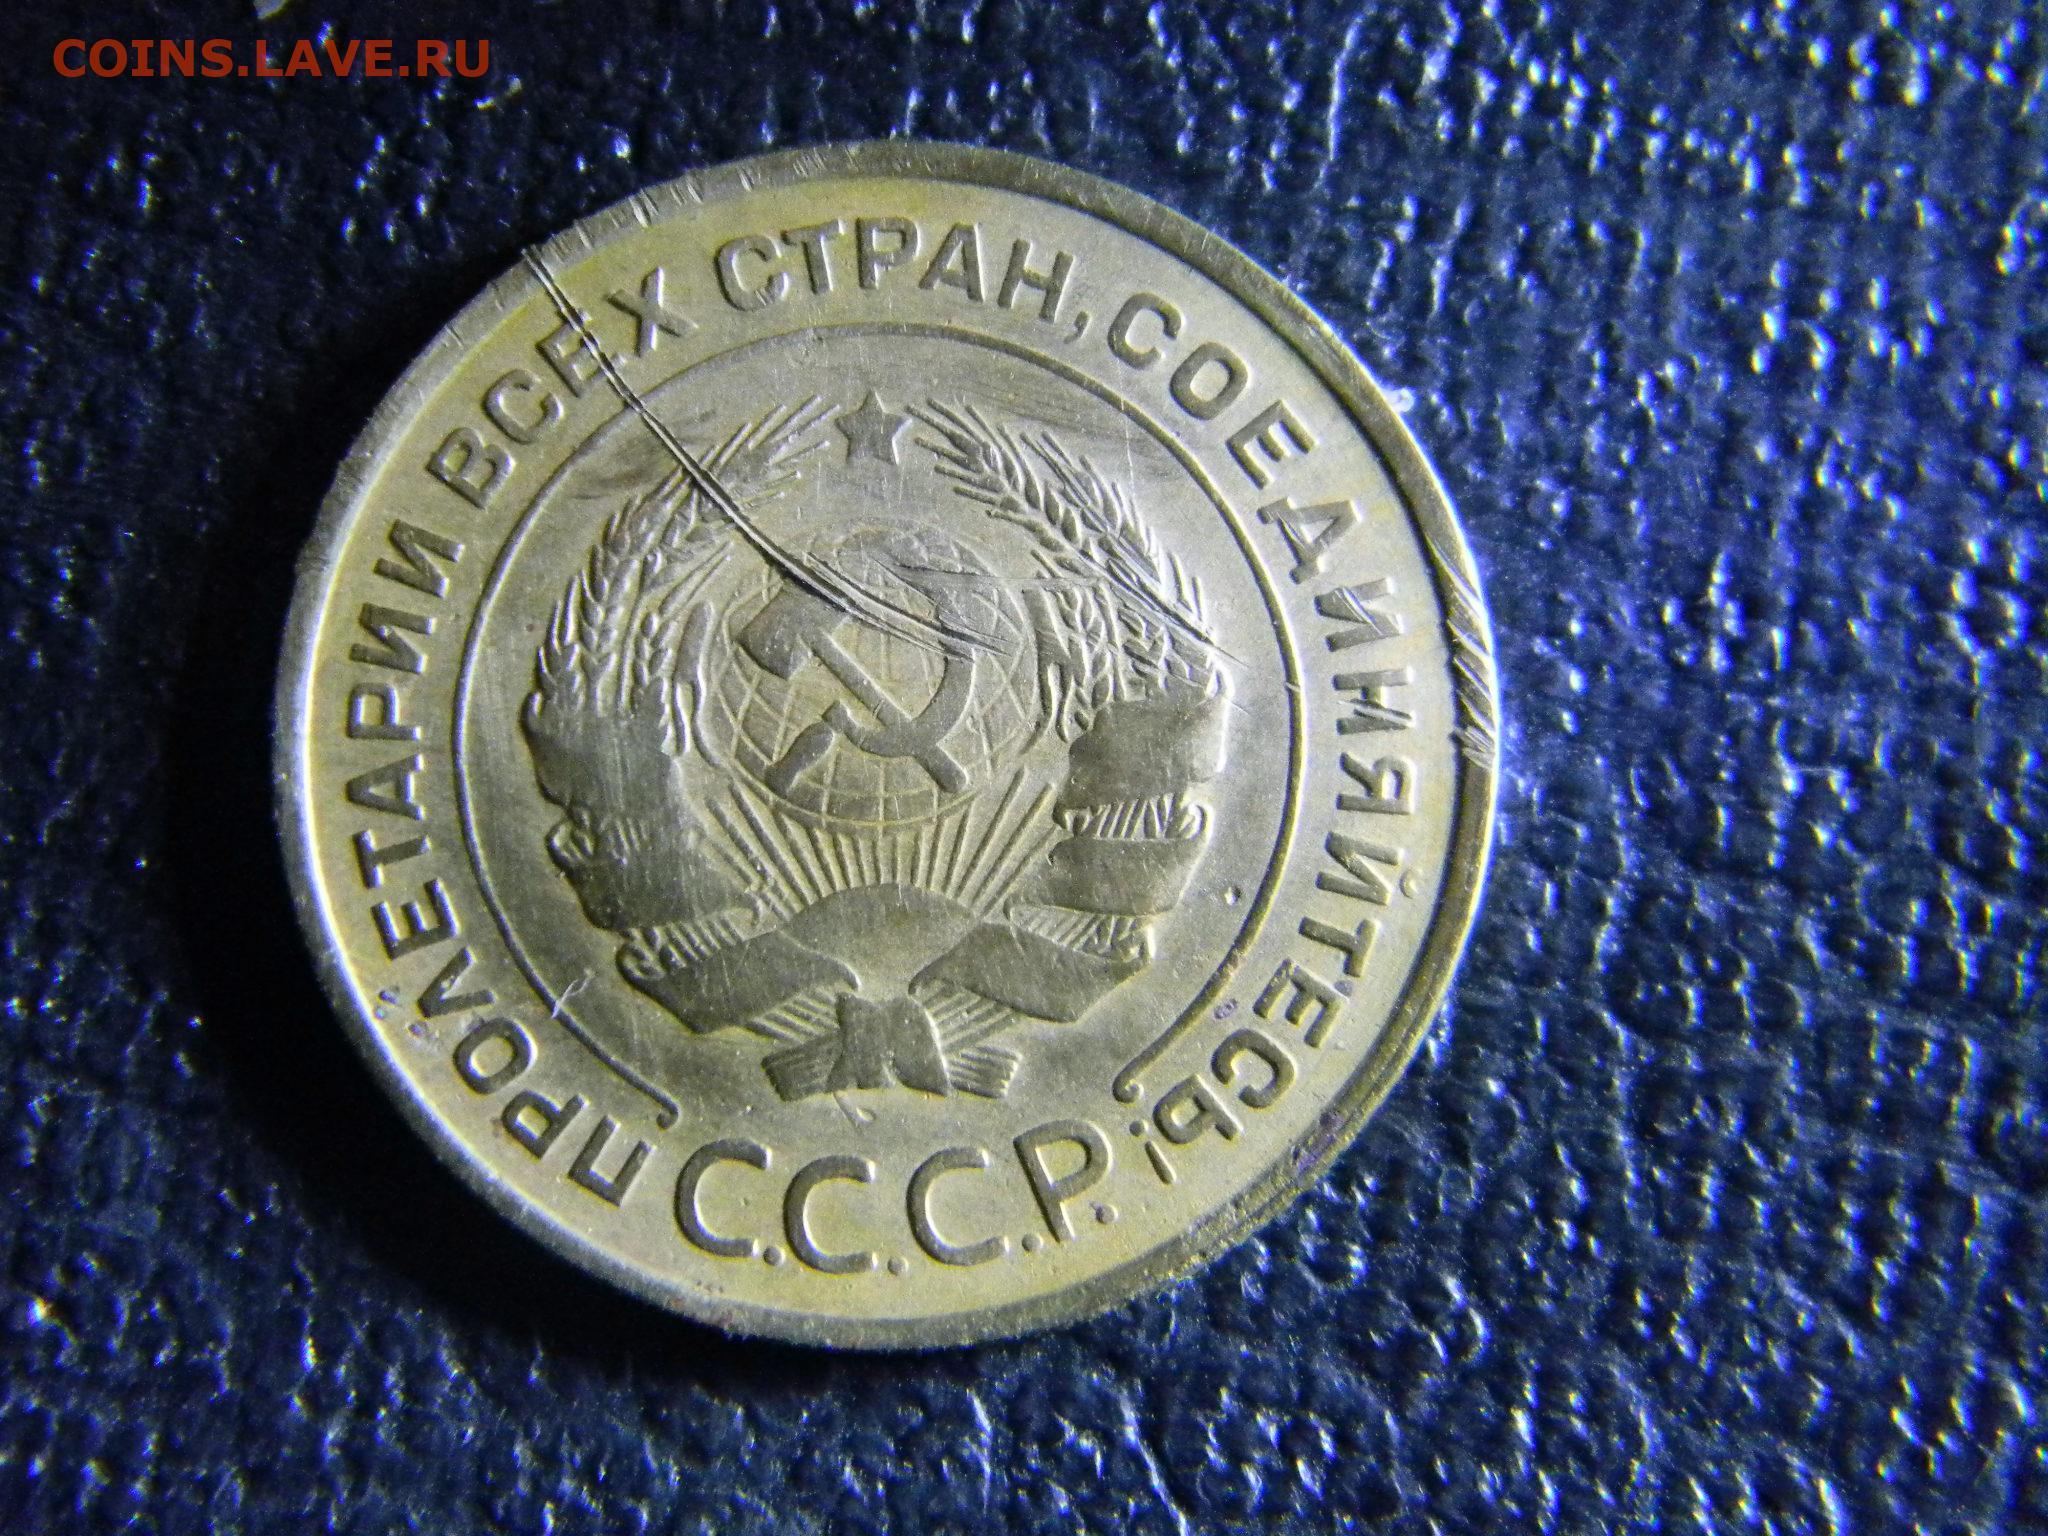 COINS.LAVE.RU
ПРОЛЕТАРИИ ВСЕХ СТРАН, СОЕДИНЯЙТЕСЬ!
С.С.С.Р.